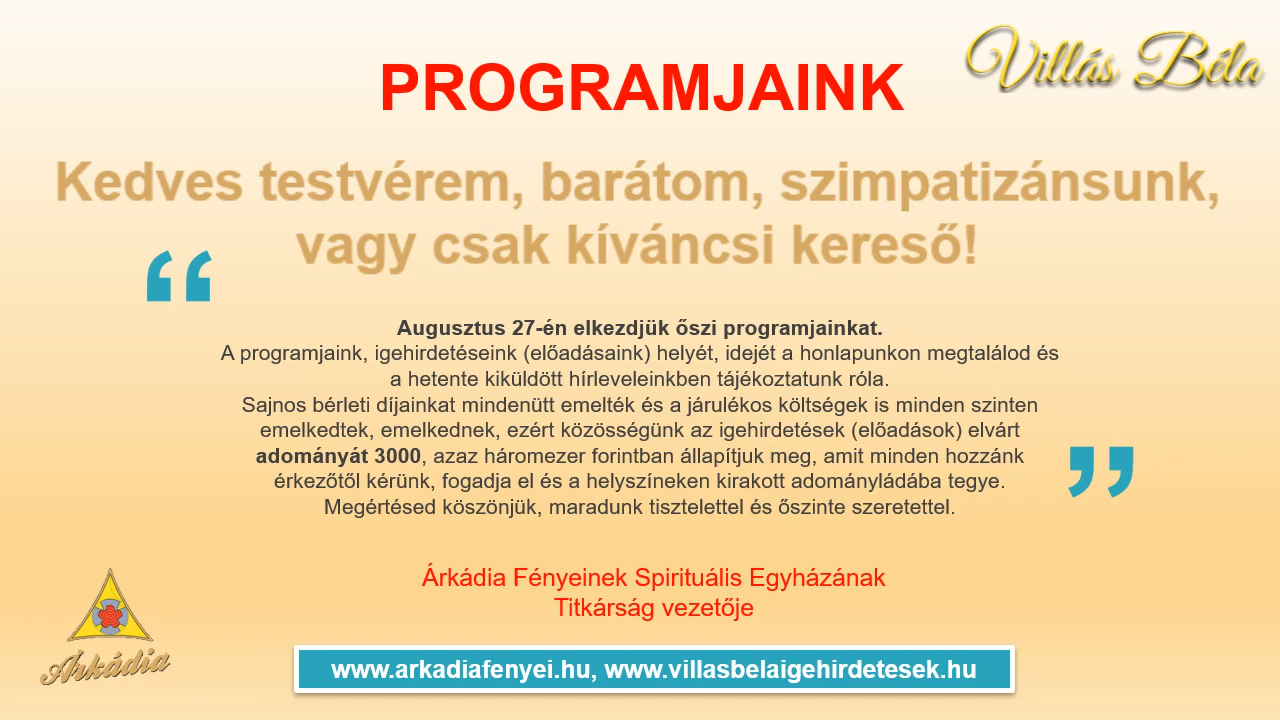 Villás Béla
PROGRAMJAINK
Kedves testvérem, barátom, szimpatizánsunk,
vagy csak kíváncsi kereső!
“
Augusztus 27-én elkezdjük őszi programjainkat.
A programjaink, igehirdetéseink (előadásaink) helyét, idejét a honlapunkon megtalálod és
a hetente kiküldött hírleveleinkben tájékoztatunk róla.
Sajnos bérleti díjainkat mindenütt emelték és a járulékos költségek is minden szinten
emelkedtek, emelkednek, ezért közösségünk az igehirdetések (előadások) elvárt
adományát 3000, azaz háromezer forintban állapítjuk meg, amit minden hozzánk
érkezőtől kérünk, fogadja el és a helyszíneken kirakott adományládába tegye.
Megértésed köszönjük, maradunk tisztelettel és őszinte szeretettel.
”
Árkádia Fényeinek Spirituális Egyházának
Titkárság vezetője
Árkádia
www.arkadiafenyei.hu, www.villasbelaigehirdetesek.hu